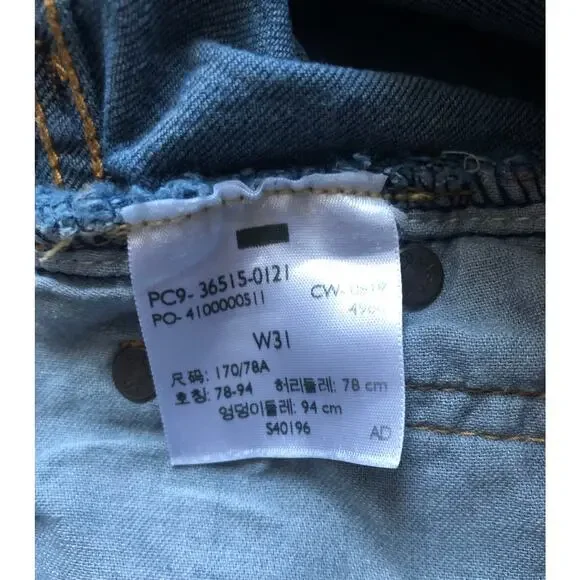 PC9- 36515-0121
PO- 4100000511 CW-
W31
尺码: 170/78A
호칭: 78-94 허리둘레: 78 cm
엉덩이둘레: 94 cm
S40196 AD